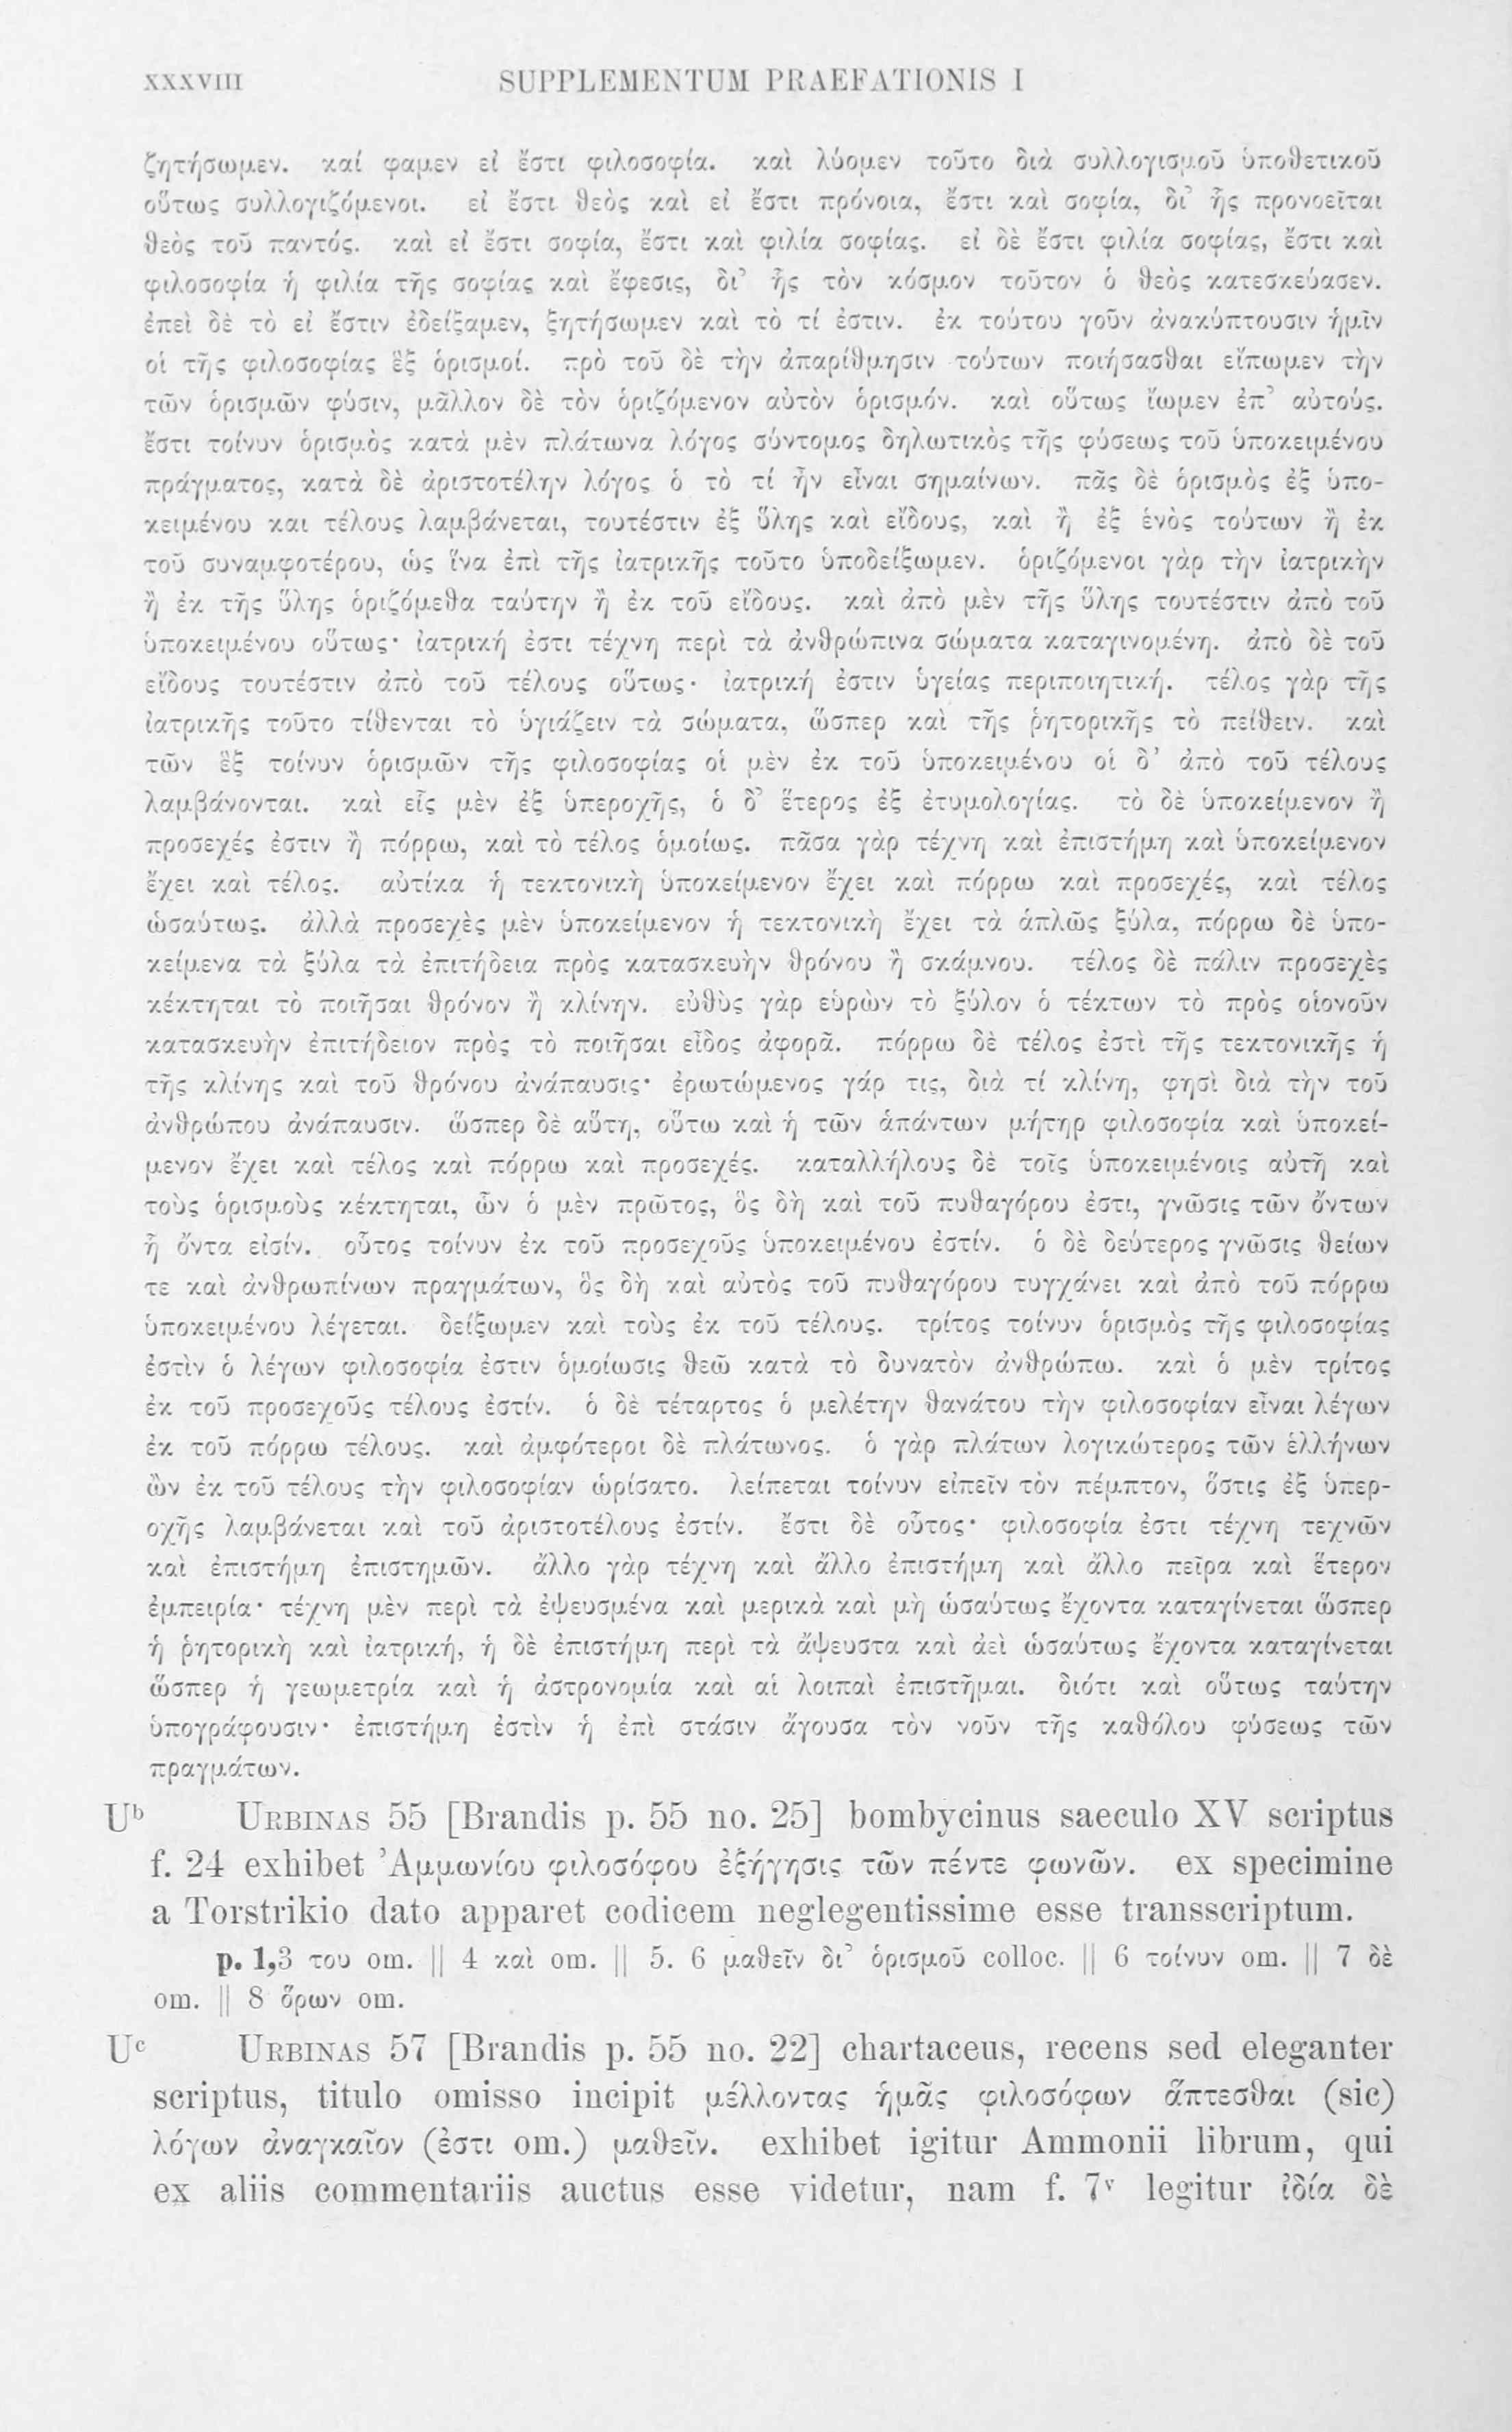 XXXVIII SUPPLEMENTUM PRAEFATIONIS I
ζητήσωμεν. καί φαμεν εἰ ἔστι φιλοσοφία. καὶ λύομεν τοῦτο διὰ συλλογισμοῦ ὑποθετικοῦ
οὕτως συλλογιζόμενοι. εἰ ἔστι θεὸς καὶ εἰ ἔστι πρόνοια, ἔστι καὶ σοφία, δι᾽ ἧς προνοεῖται
θεὸς τοῦ παντός. καὶ εἰ ἔστι σοφία, ἔστι καὶ φιλία σοφίας. εἰ δὲ ἔστι φιλία σοφίας, ἔστι καὶ
φιλοσοφία ἡ φιλία τῆς σοφίας καὶ ἔφεσις, δι᾽ ἧς τὸν κόσμον τοῦτον ὁ θεὸς κατεσκεύασεν.
ἐπεὶ δὲ τὸ εἰ ἔστιν ἐδείξαμεν, ξητήσωμεν καὶ τὸ τί ἐστιν. ἐκ τούτου γοῦν ἀνακύπτουσιν ἡμῖν
οἱ τῆς φιλοσοφίας ἓξ ὁρισμοί. πρὸ τοῦ δὲ τὴν ἀπαρίθμησιν τούτων ποιήσασθαι εἴπωμεν τὴν
τῶν ὁρισμῶν φύσιν, μᾶλλον δὲ τὸν ὁριζόμενον αὐτὸν ὁρισμόν. καὶ οὕτως ἴωμεν ἐπ᾽ αὐτούς.
ἔστι τοίνυν ὁρισμὸς κατὰ μὲν πλάτωνα λόγος σύντομος δηλωτικὸς τῆς φύσεως τοῦ ὑποκειμένου
πράγματος, κατὰ δὲ ἀριστοτέλην λόγος ὁ τὸ τί ἦν εἶναι σημαίνων. πᾶς δὲ ὁρισμὸς ἐξ ὑπο-
κειμένου και τέλους λαμβάνεται, τουτέστιν ἐξ ὕλης καὶ εἴδους, καὶ ἢ ἐξ ἑνὸς τούτων ἢ ἐκ
τοῦ συναμφοτέρου, ὡς ἵνα ἐπὶ τῆς ἰατρικῆς τοῦτο ὑποδείξωμεν. ὁριζόμενοι γὰρ τὴν ἰατρικὴν
ἢ ἐκ τῆς ὕλης ὁριζόμεθα ταύτην ἢ ἐκ τοῦ εἴδους. καὶ ἀπὸ μὲν τῆς ὕλης τουτέστιν ἀπὸ τοῦ
ὑποκειμένου οὕτως· ἰατρική ἐστι τέχνη περὶ τὰ ἀνθρώπινα σώματα καταγινομένη. ἀπὸ δὲ τοῦ
εἴδους τουτέστιν ἀπὸ τοῦ τέλους οὕτως· ἰατρική ἐστιν ὑγείας περιποιητική. τέλος γὰρ τῆς
ἰατρικῆς τοῦτο τίθενται τὸ ὑγιάζειν τὰ σώματα, ὥσπερ καὶ τῆς ῥητορικῆς τὸ πείθειν. καὶ
τῶν ἓξ τοίνυν ὁρισμῶν τῆς φιλοσοφίας οἱ μὲν ἐκ τοῦ ὑποκειμένου οἱ δ᾽ ἀπὸ τοῦ τέλους
λαμβάνονται. καὶ εἷς μὲν ἐξ ὑπεροχῆς, ὁ δ᾽ ἕτερος ἐξ ἐτυμολογίας. τὸ δὲ ὑποκείμενον ἢ
προσεχές ἐστιν ἢ πόρρω, καὶ τὸ τέλος ὁμοίως. πᾶσα γὰρ τέχνη καὶ ἐπιστήμη καὶ ὑποκείμενον
ἔχει καὶ τέλος. αὐτίκα ἡ τεκτονικὴ ὑποκείμενον ἔχει καὶ πόρρω καὶ προσεχές, καὶ τέλος
ὡσαύτως. ἀλλὰ προσεχὲς μὲν ὑποκείμενον ἡ τεκτονικὴ ἔχει τὰ ἁπλῶς ξύλα, πόρρω δὲ ὑπο-
κείμενα τὰ ξύλα τὰ ἐπιτήδεια πρὸς κατασκευὴν θρόνου ἢ σκάμνου. τέλος δὲ πάλιν προσεχὲς
κέκτηται τὸ ποιῆσαι θρόνον ἢ κλίνην. εὐθὺς γὰρ εὑρὼν τὸ ξύλον ὁ τέκτων τὸ πρὸς οἱονοῦν
κατασκευὴν ἐπιτήδειον πρὸς τὸ ποιῆσαι εἶδος ἀφορᾶ. πόρρω δὲ τέλος ἐστὶ τῆς τεκτονικῆς ἡ
τῆς κλίνης καὶ τοῦ θρόνου ἀνάπαυσις· ἐρωτώμενος γάρ τις, διὰ τί κλίνη, φησὶ διὰ τὴν τοῦ
ἀνθρώπου ἀνάπαυσιν. ὥσπερ δὲ αὕτη, οὕτω καὶ ἡ τῶν ἁπάντων μήτηρ φιλοσοφία καὶ ὑποκεί-
μενον ἔχει καὶ τέλος καὶ πόρρω καὶ προσεχές. καταλλήλους δὲ τοῖς ὑποκειμένοις αὐτῆ καὶ
τοὺς ὁρισμοὺς κέκτηται, ὧν ὁ μὲν πρῶτος, ὃς δὴ καὶ τοῦ πυθαγόρου ἐστι, γνῶσις τῶν ὄντων
ἧ ὄντα εἰσίν. οὗτος τοίνυν ἐκ τοῦ προσεχοῦς ὑποκειμένου ἐστίν. ὁ δὲ δεύτερος γνῶσις θείων
τε καὶ ἀνθρωπίνων πραγμάτων, ὃς δὴ καὶ αὐτὸς τοῦ πυθαγόρου τυγχάνει καὶ ἀπὸ τοῦ πόρρω
ὑποκειμένου λέγεται. δείξωμεν καὶ τοὺς ἐκ τοῦ τέλους. τρίτος τοίνυν ὁρισμὸς τῆς φιλοσοφίας
ἐστὶν ὁ λέγων φιλοσοφία ἐστιν ὁμοίωσις θεῶ κατὰ τὸ δυνατὸν ἀνθρώπω. καὶ ὁ μὲν τρίτος
ἐκ τοῦ προσεχοῦς τέλους ἐστίν. ὁ δὲ τέταρτος ὁ μελέτην θανάτου τὴν φιλοσοφίαν εἶναι λέγων
ἐκ τοῦ πόρρω τέλους. καὶ ἀμφότεροι δὲ πλάτωνος. ὁ γὰρ πλάτων λογικώτερος τῶν ἑλλήνων
ὢν ἐκ τοῦ τέλους τὴν φιλοσοφίαν ὡρίσατο. λείπεται τοίνυν εἰπεῖν τὸν πέμπτον, ὅστις ἐξ ὑπερ-
οχῆς λαμβάνεται καὶ τοῦ ἀριστοτέλους ἐστίν. ἔστι δὲ οὗτος· φιλοσοφία ἐστι τέχνη τεχνῶν
καὶ ἐπιστήμη ἐπιστημῶν. ἄλλο γὰρ τέχνη καὶ ἄλλο ἐπιστήμη καὶ ἄλλο πεῖρα καὶ ἕτερον
ἐμπειρία· τέχνη μὲν περὶ τὰ ἐψευσμένα καὶ μερικὰ καὶ μὴ ὡσαύτως ἔχοντα καταγίνεται ὥσπερ
ἡ ῥητορικὴ καὶ ἰατρική, ἡ δὲ ἐπιστήμη περὶ τὰ ἄψευστα καὶ ἀεὶ ὡσαύτως ἔχοντα καταγίνεται
ὥσπερ ἡ γεωμετρία καὶ ἡ ἀστρονομία καὶ αἱ λοιπαὶ ἐπιστῆμαι. διότι καὶ οὕτως ταύτην
ὑπογράφουσιν· ἐπιστήμη ἐστὶν ἡ ἐπὶ στάσιν ἄγουσα τὸν νοῦν τῆς καθόλου φύσεως τῶν
πραγμάτων.
Uᵇ URBINAS 55 [Brandis p. 55 no. 25] bombycinus saeculo XV scriptus
f. 24 exhibet Ἀμμωνίου φιλοσόφου ἐξήγησις τῶν πέντε φωνῶν. ex specimine
a Torstrikio dato apparet codicem neglegentissime esse transscriptum.
p. 1,3 του om. || 4 καὶ om. || 5. 6 μαθεῖν δι᾽ ὁρισμοῦ colloc. || 6 τοίνυν om. || 7 δὲ
om. || 8 ὅρων om.
Uᶜ URBINAS 57 [Brandis p. 55 no. 22] chartaceus, recens sed eleganter
scriptus, titulo omisso incipit μέλλοντας ἡμᾶς φιλοσόφων ἅπτεσθαι (sic)
λόγων ἀναγκαῖον (ἐστι om.) μαθεῖν. exhibet igitur Ammonii librum, qui
ex aliis commentariis auctus esse videtur, nam f. 7ᵛ legitur ἰδία δὲ